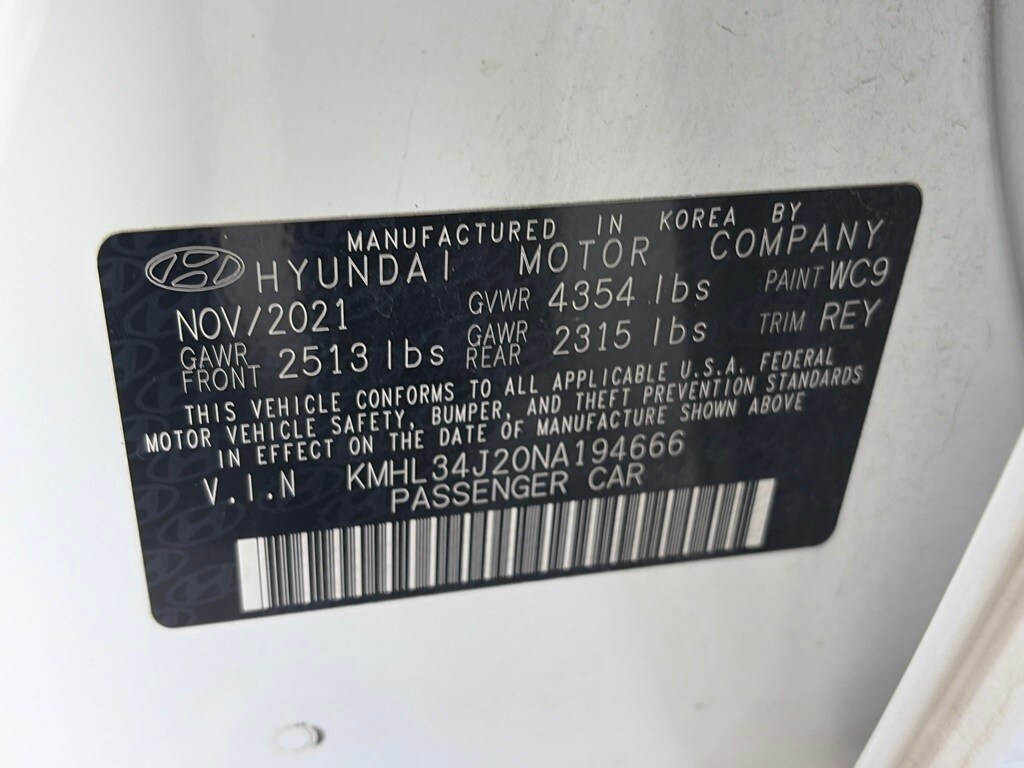 MANUFACTURED IN KOREA BY
HYUNDAI MOTOR COMPANY
NOV/2021 GVWR 4354 lbs PAINT WC9
GAWR FRONT 2513 lbs GAWR REAR 2315 lbs TRIM REY
THIS VEHICLE CONFORMS TO ALL APPLICABLE U.S.A. FEDERAL
MOTOR VEHICLE SAFETY, BUMPER, AND THEFT PREVENTION STANDARDS
IN EFFECT ON THE DATE OF MANUFACTURE SHOWN ABOVE
V.I.N KMHL34J20NA194666
PASSENGER CAR